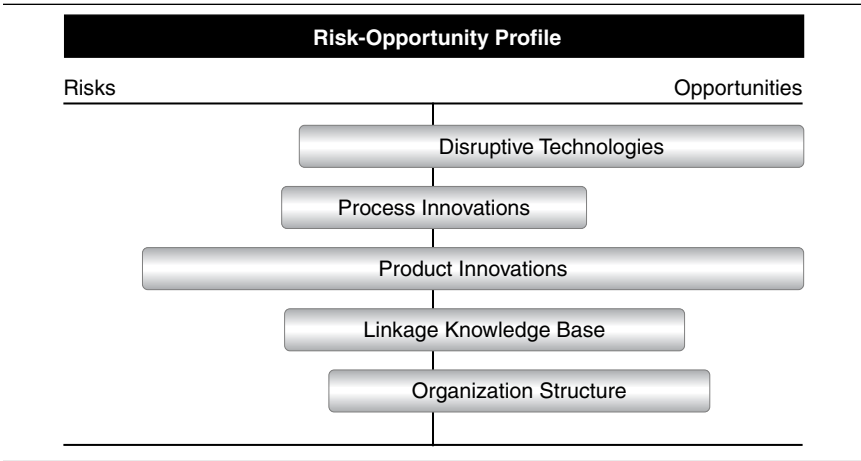 Risk-Opportunity Profile
Risks Opportunities
Disruptive Technologies
Process Innovations
Product Innovations
Linkage Knowledge Base
Organization Structure